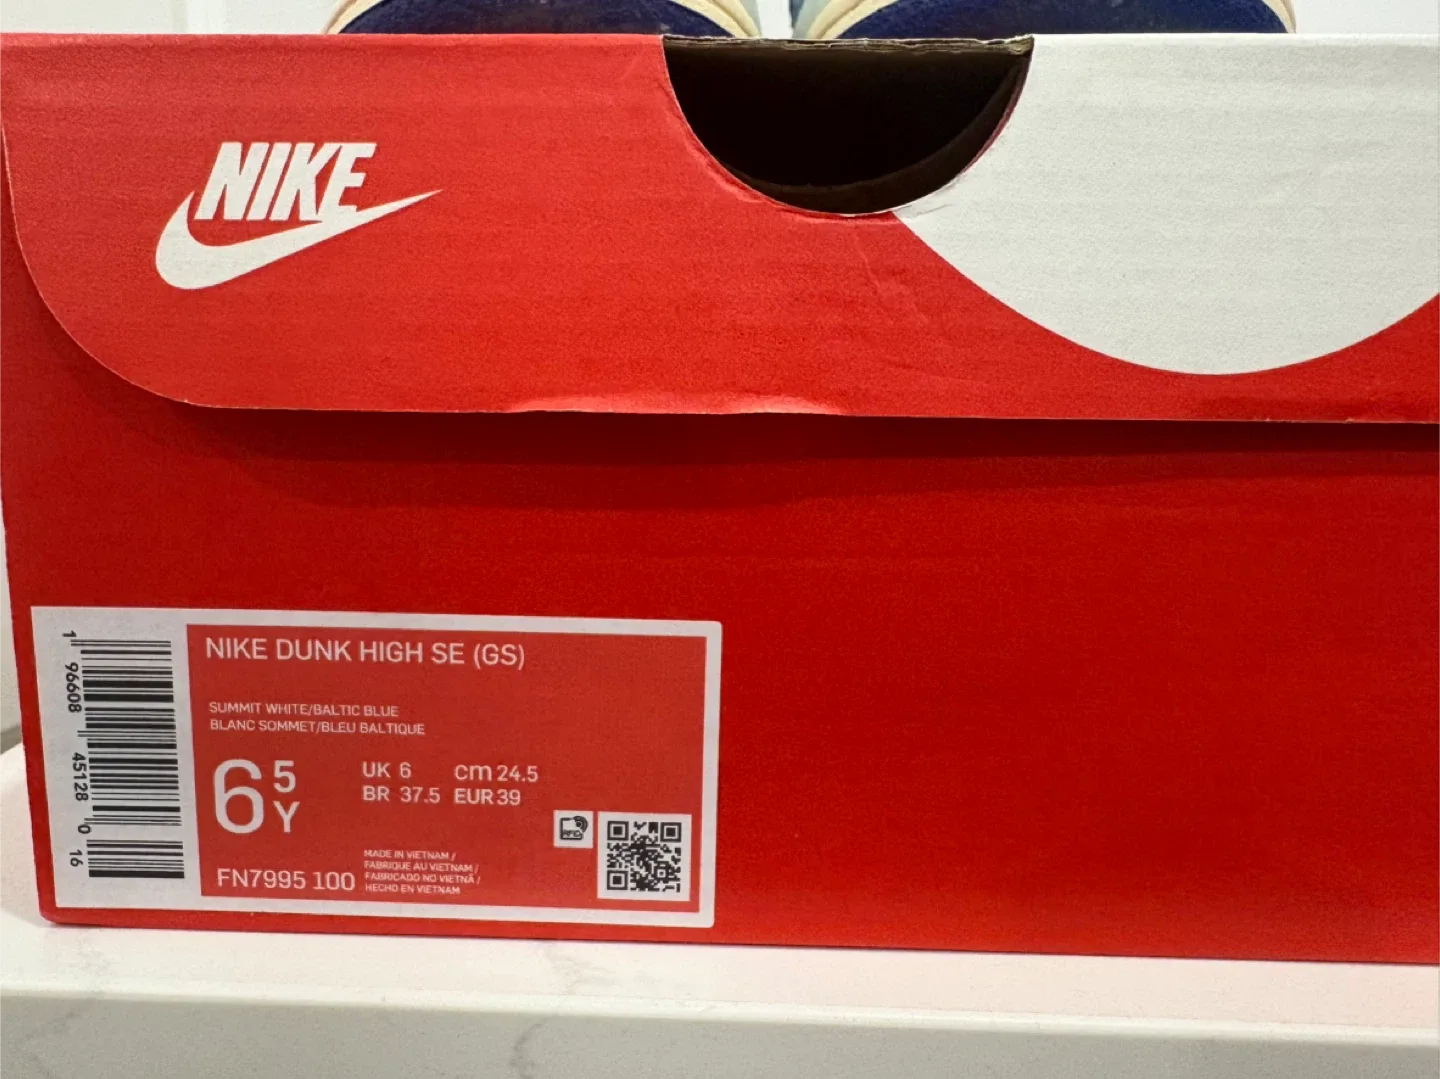 NIKE
NIKE DUNK HIGH SE (GS)
SUMMIT WHITE/BALTIC BLUE
BLANC SOMMET/BLEU BALTIQUE
6 5 Y
UK 6 cm 24.5
BR 37.5 EUR 39
RFID
FN7995 100
MADE IN VIETNAM /
FABRIQUE AU VIETNAM /
FABRICADO NO VIETNÃ /
HECHO EN VIETNAM
1 96608 45128 0 16